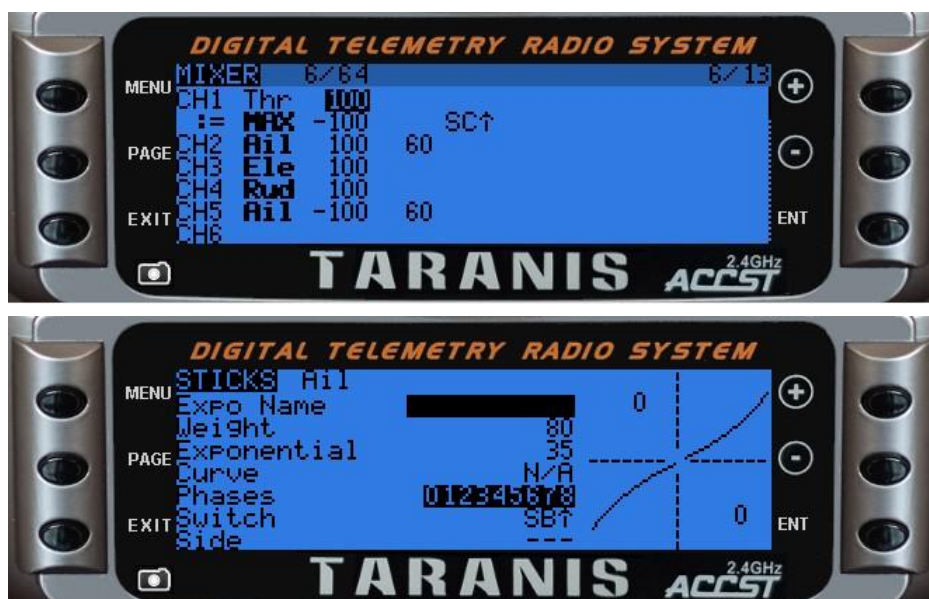 DIGITAL TELEMETRY RADIO SYSTEM
MENU
PAGE
EXIT
MIXER 6/64 6/13
CH1 Thr 100
:= MAX -100 SC↑
CH2 Ail 100 60
CH3 Ele 100
CH4 Rud 100
CH5 Ail -100 60
CH6
+
-
ENT
TARANIS 2.4GHz ACCST
DIGITAL TELEMETRY RADIO SYSTEM
MENU
PAGE
EXIT
STICKS Ail
Expo Name
Weight 80
Exponential 35
Curve N/A
Phases 012345678
Switch SB↑
Side ---
0
0
+
-
ENT
TARANIS 2.4GHz ACCST